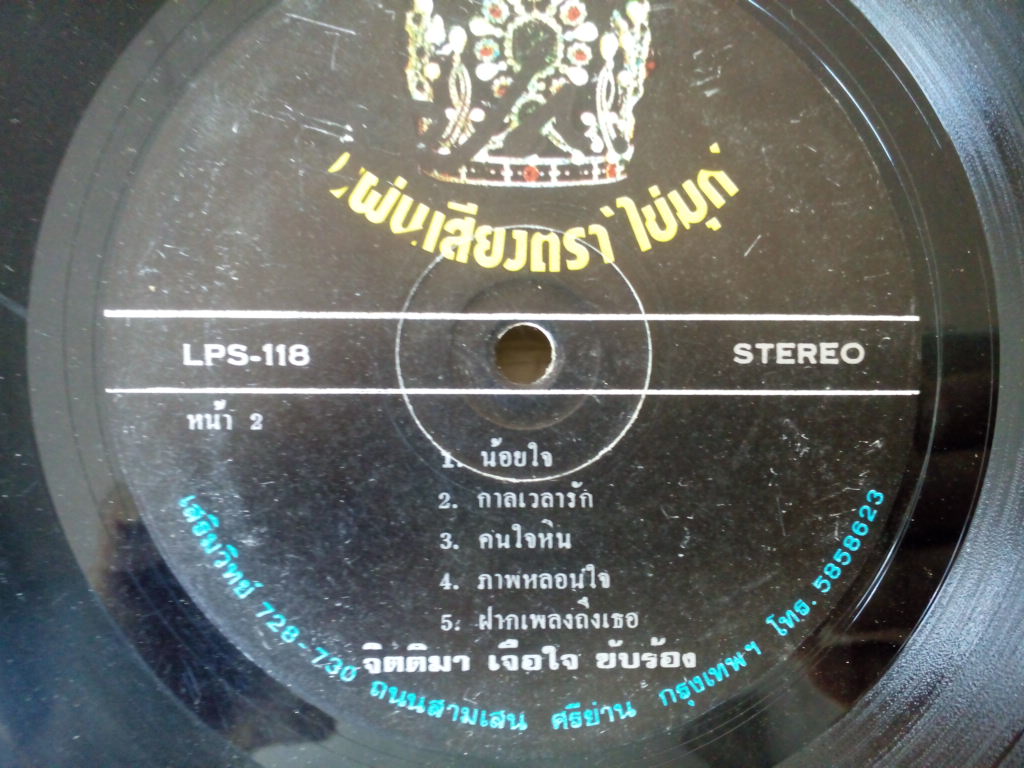 แผ่นเสียงตราไข่มุก
LPS-118
STEREO
หน้า 2
1. น้อยใจ
2. กาลเวลารัก
3. คนใจหิน
4. ภาพหลอนใจ
5. ฝากเพลงถึงเธอ
จิตติมา เจือใจ ขับร้อง
เสริมวิทย์ 728-730 ถนนสามเสน ศรีย่าน กรุงเทพฯ โทร. 5858623